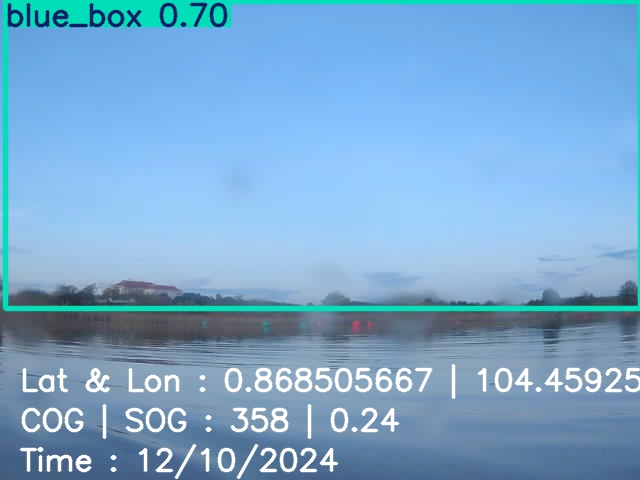 blue_box 0.70
Lat & Lon : 0.868505667 | 104.45925
COG | SOG : 358 | 0.24
Time : 12/10/2024